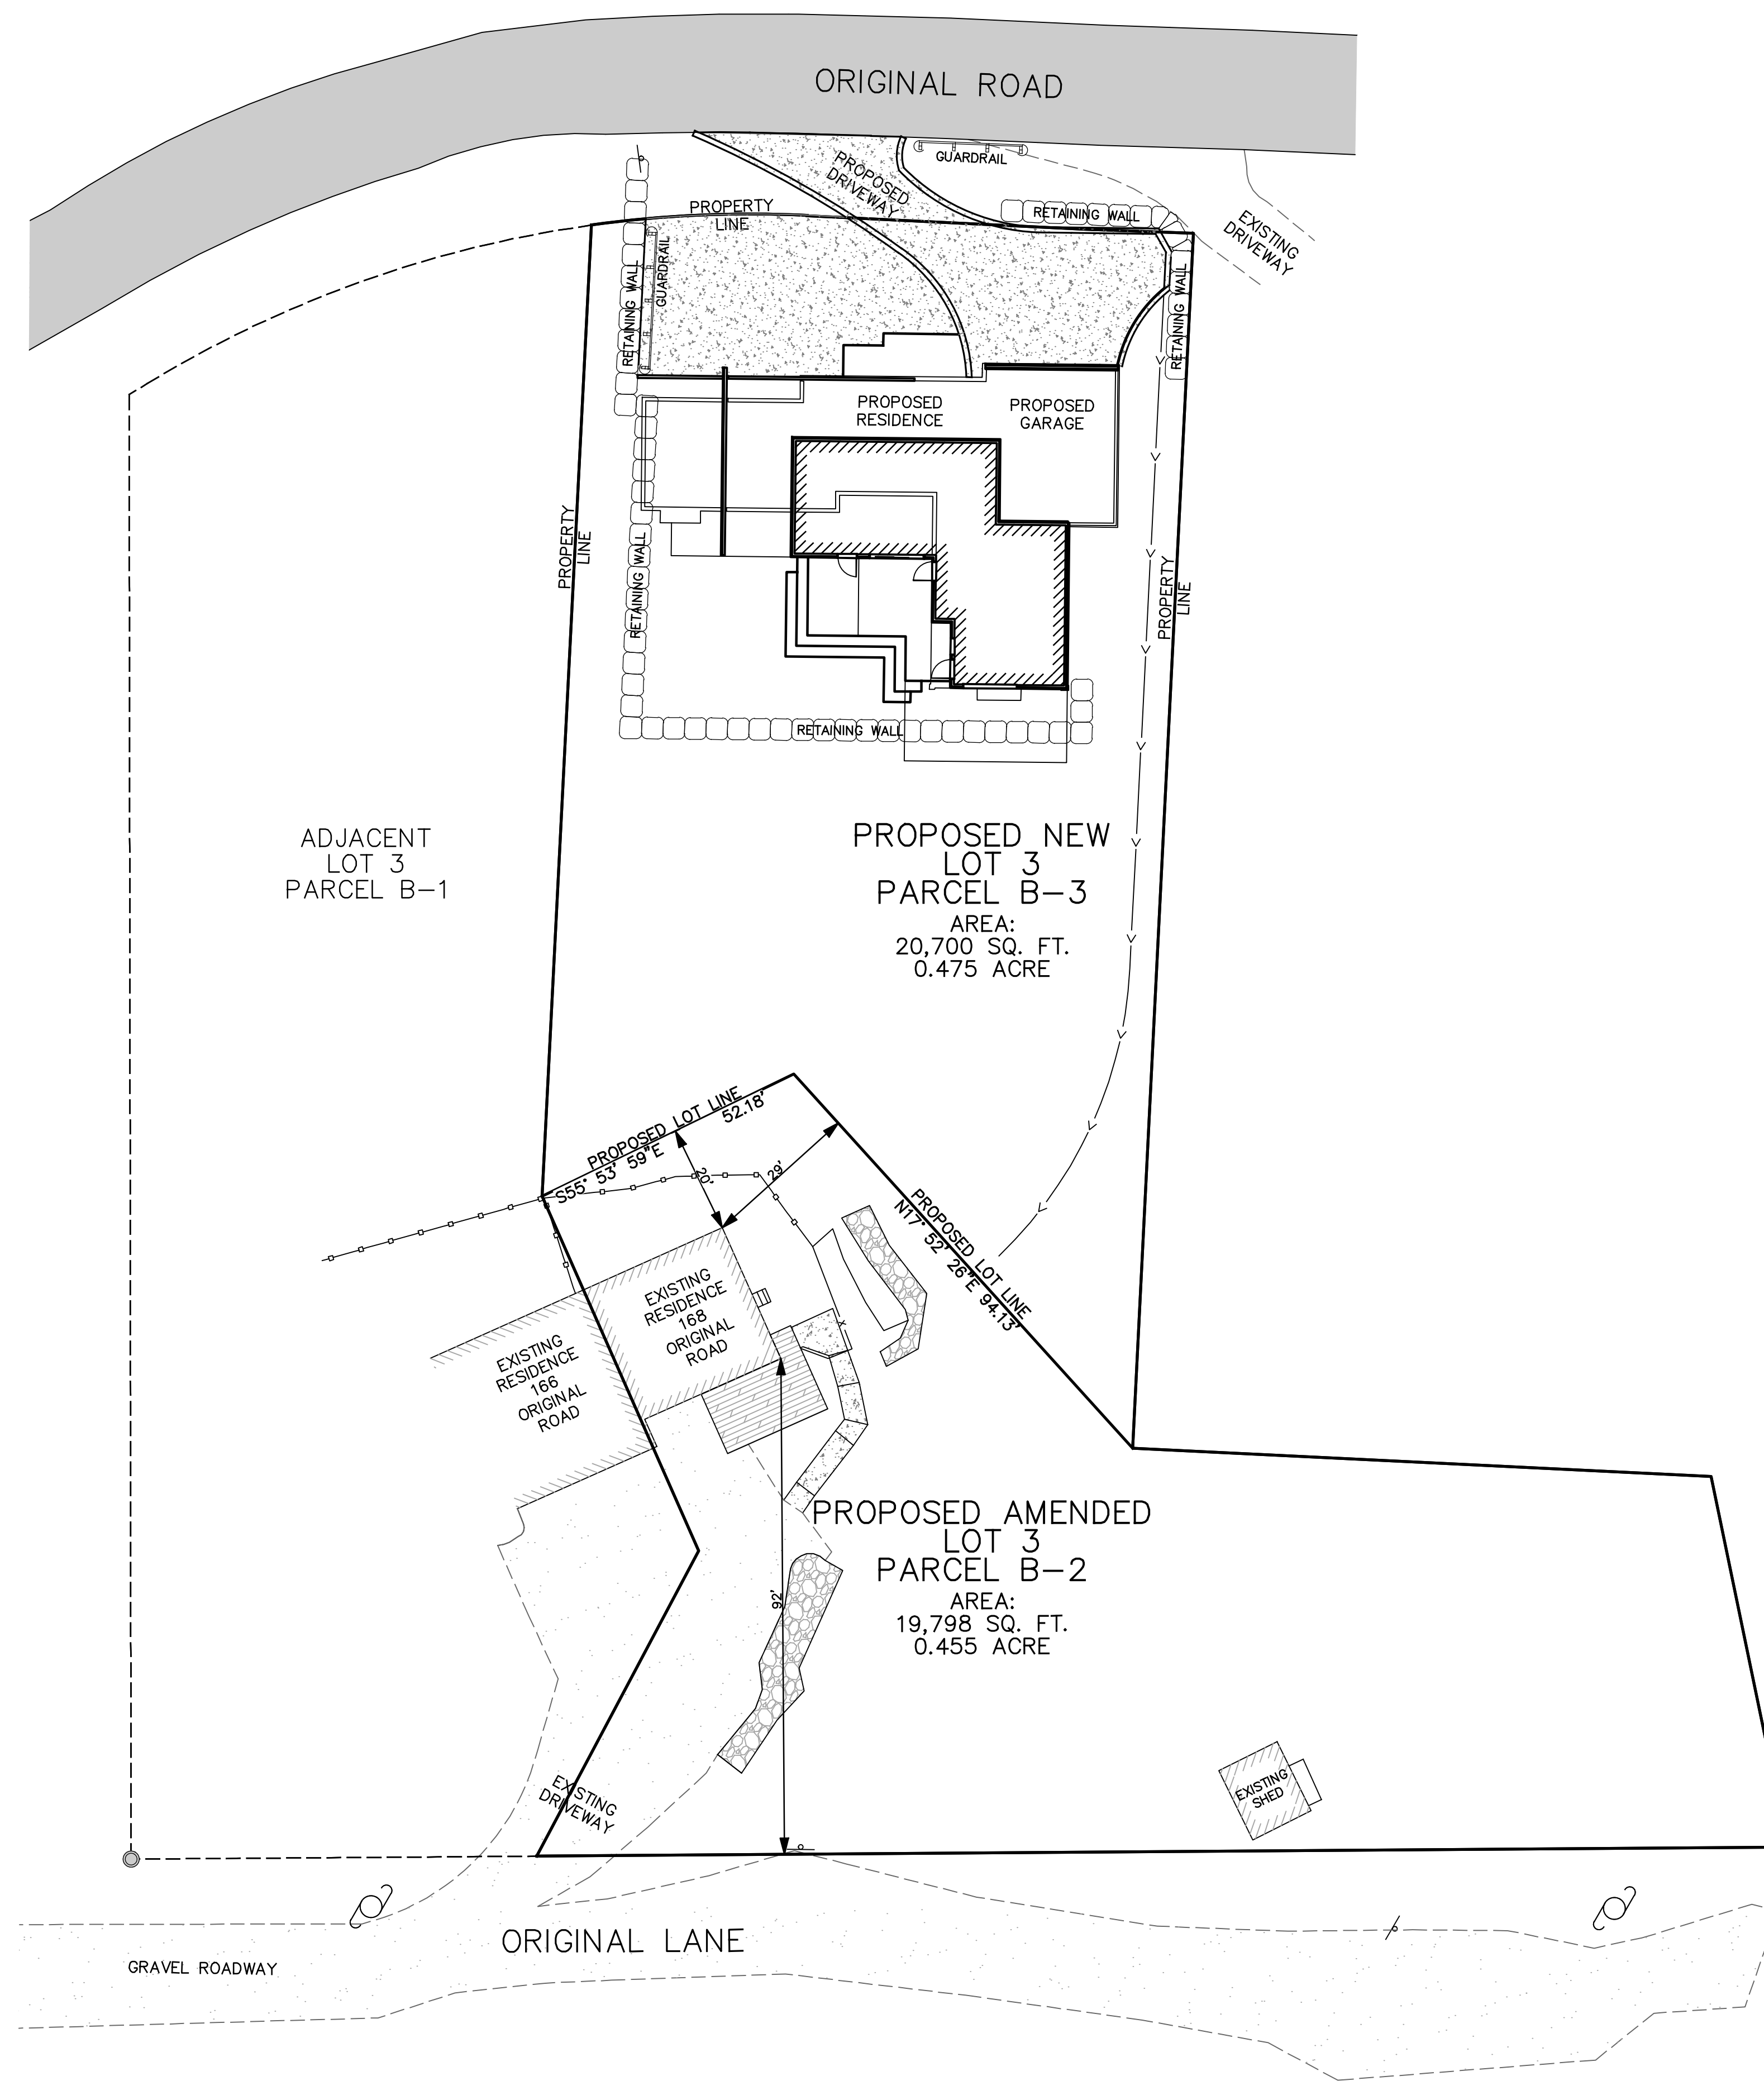 ORIGINAL ROAD
GUARDRAIL
PROPOSED
DRIVEWAY
RETAINING WALL
EXISTING
DRIVEWAY
PROPERTY
LINE
RETAINING WALL
GUARDRAIL
RETAINING WALL
PROPOSED
RESIDENCE
PROPOSED
GARAGE
PROPERTY
LINE
RETAINING WALL
PROPERTY
LINE
RETAINING WALL
ADJACENT
LOT 3
PARCEL B-1
PROPOSED NEW
LOT 3
PARCEL B-3
AREA:
20,700 SQ. FT.
0.475 ACRE
PROPOSED LOT LINE
S55° 53' 59"E 52.18'
20'
29'
PROPOSED LOT LINE
N17° 52' 26"E 94.13'
EXISTING
RESIDENCE
168
ORIGINAL
ROAD
EXISTING
RESIDENCE
166
ORIGINAL
ROAD
x
PROPOSED AMENDED
LOT 3
PARCEL B-2
AREA:
19,798 SQ. FT.
0.455 ACRE
92'
EXISTING
DRIVEWAY
EXISTING
SHED
ORIGINAL LANE
GRAVEL ROADWAY